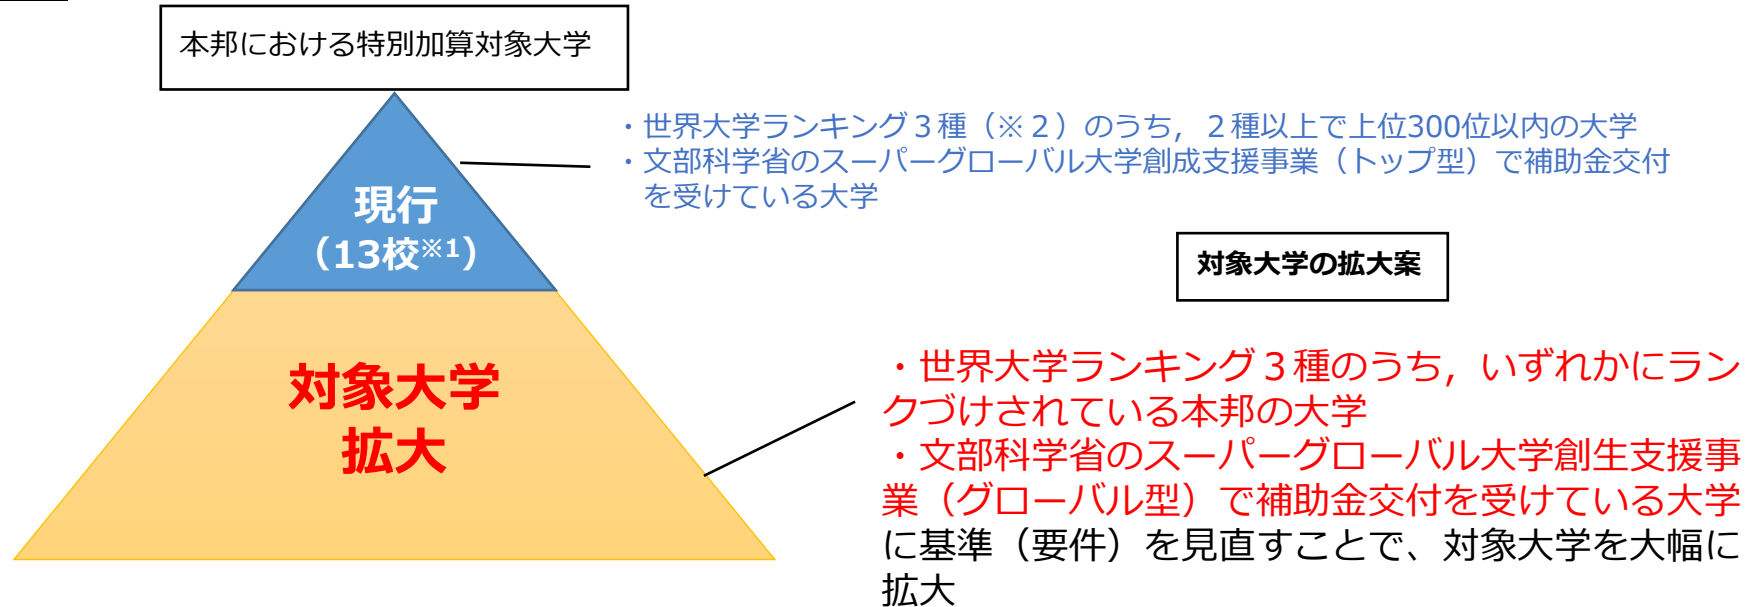 本邦における特別加算対象大学
・世界大学ランキング３種（※２）のうち，２種以上で上位300位以内の大学
・文部科学省のスーパーグローバル大学創成支援事業（トップ型）で補助金交付
を受けている大学
現行
（13校※1）
対象大学の拡大案
対象大学
拡大
・世界大学ランキング３種のうち，いずれかにラン
クづけされている本邦の大学
・文部科学省のスーパーグローバル大学創生支援事
業（グローバル型）で補助金交付を受けている大学
に基準（要件）を見直すことで、対象大学を大幅に
拡大